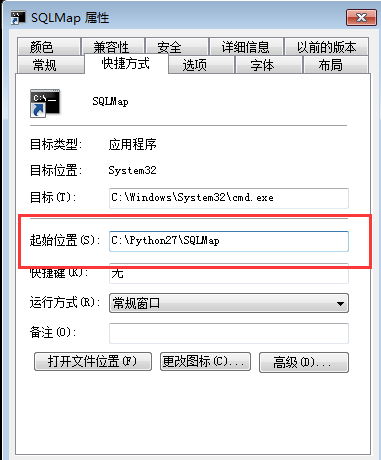 SQLMap 属性
颜色 兼容性 安全 详细信息 以前的版本
常规 快捷方式 选项 字体 布局
C:\
SQLMap
目标类型: 应用程序
目标位置: System32
目标(T): C:\Windows\System32\cmd.exe
起始位置(S): C:\Python27\SQLMap
快捷键(K): 无
运行方式(R): 常规窗口
备注(O):
打开文件位置(F) 更改图标(C)... 高级(D)...